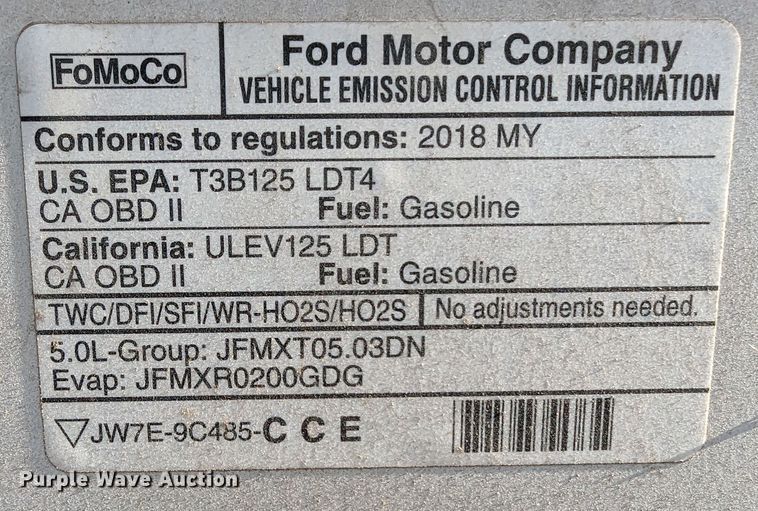 FoMoCo
Ford Motor Company
VEHICLE EMISSION CONTROL INFORMATION
Conforms to regulations: 2018 MY
U.S. EPA: T3B125 LDT4
CA OBD II Fuel: Gasoline
California: ULEV125 LDT
CA OBD II Fuel: Gasoline
TWC/DFI/SFI/WR-HO2S/HO2S No adjustments needed.
5.0L-Group: JFMXT05.03DN
Evap: JFMXR0200GDG
JW7E-9C485-C C E
Purple Wave Auction